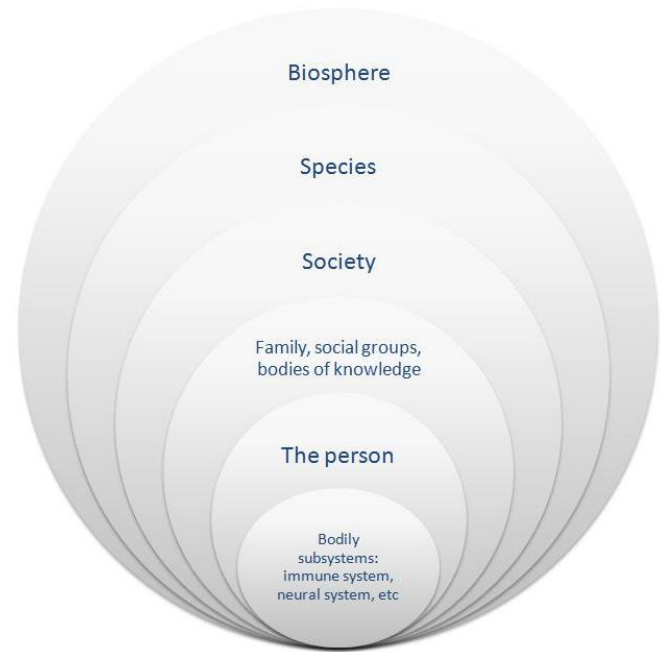 Biosphere
Species
Society
Family, social groups,
bodies of knowledge
The person
Bodily
subsystems:
immune system,
neural system, etc